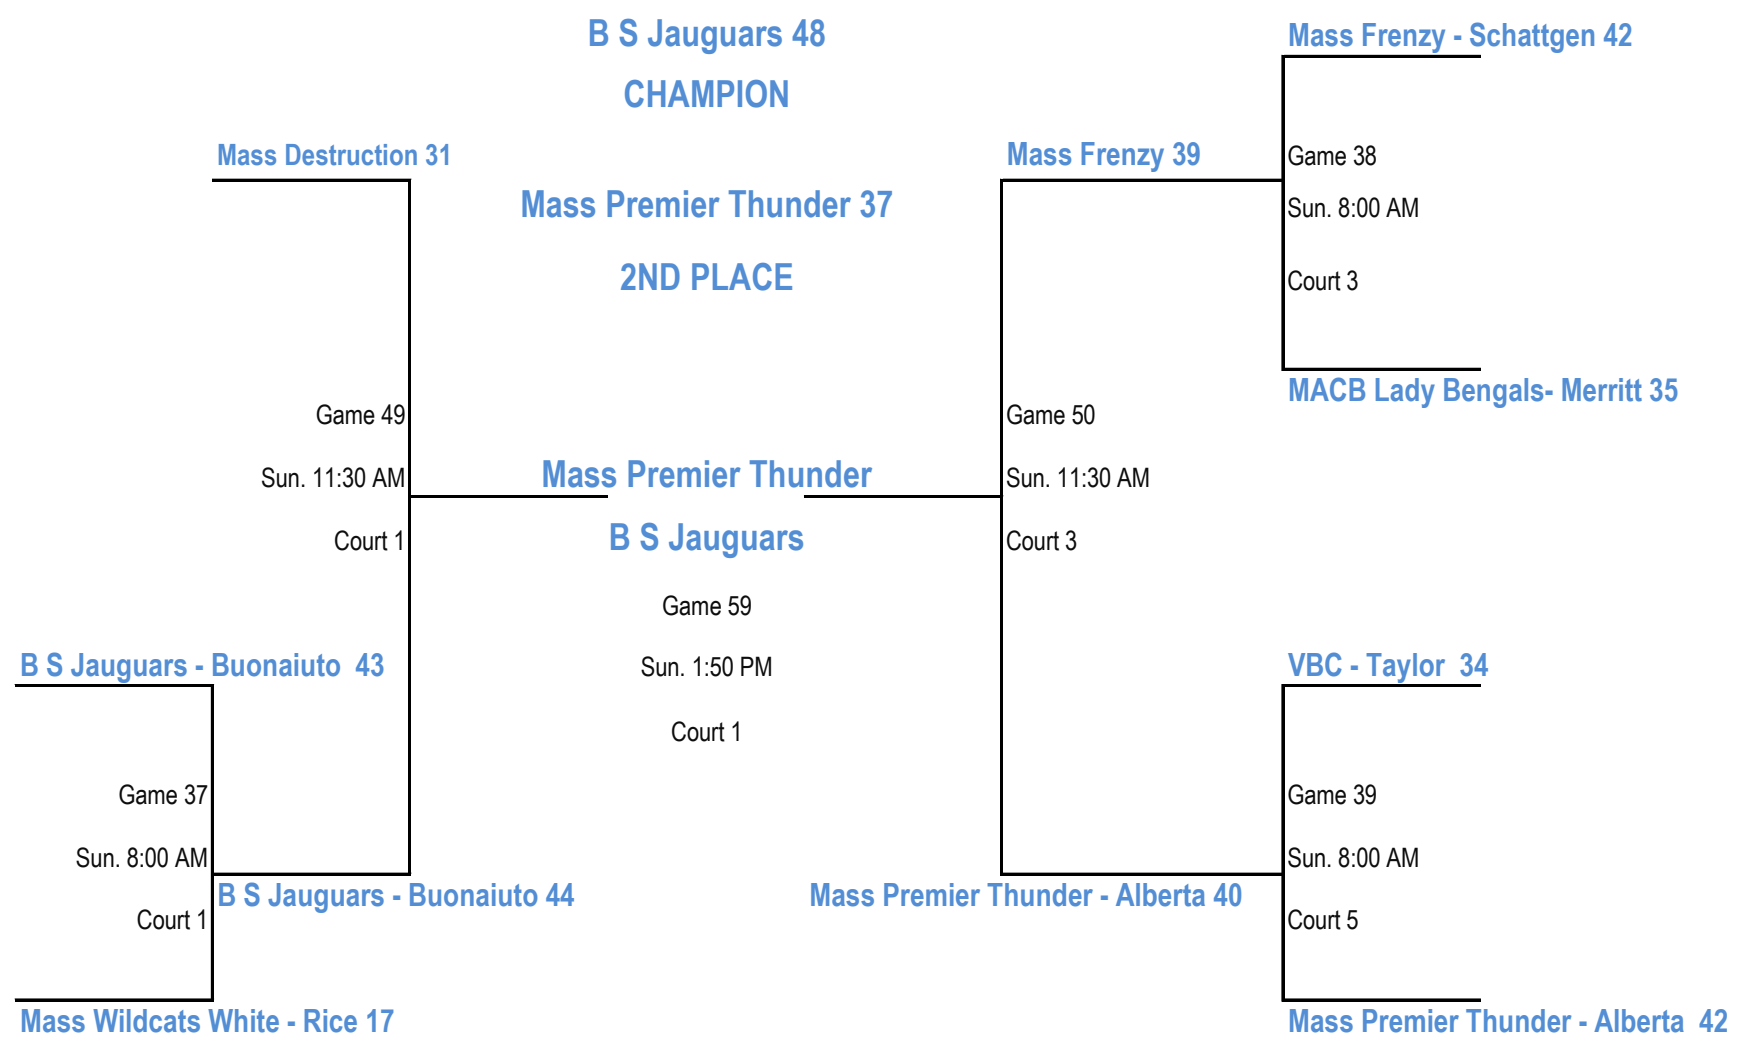 B S Jauguars 48
CHAMPION
Mass Premier Thunder 37
2ND PLACE
Mass Destruction 31
Game 49
Sun. 11:30 AM
Court 1
B S Jauguars - Buonaiuto  43
Game 37
Sun. 8:00 AM
Court 1
Mass Wildcats White - Rice 17
B S Jauguars - Buonaiuto 44
Mass Premier Thunder
B S Jauguars
Game 59
Sun. 1:50 PM
Court 1
Mass Frenzy 39
Game 50
Sun. 11:30 AM
Court 3
Mass Premier Thunder - Alberta 40
Mass Frenzy - Schattgen 42
Game 38
Sun. 8:00 AM
Court 3
MACB Lady Bengals- Merritt 35
VBC - Taylor  34
Game 39
Sun. 8:00 AM
Court 5
Mass Premier Thunder - Alberta  42